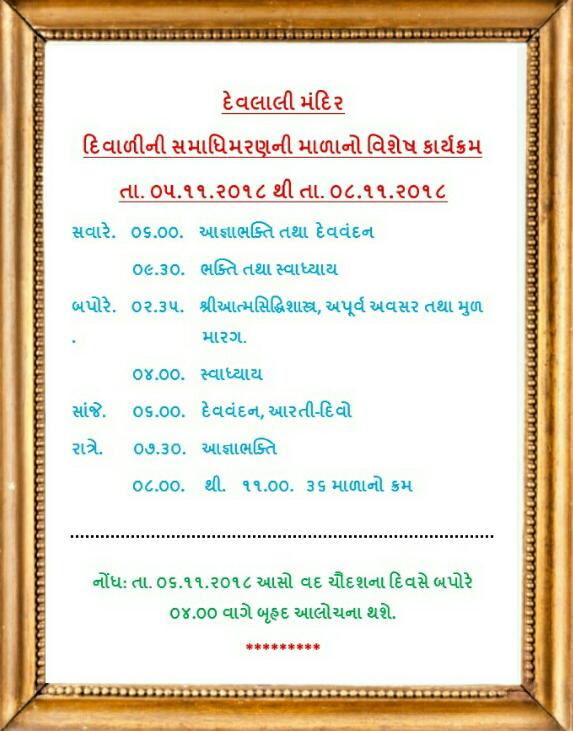 દેવલાલી મંદિર
દિવાળીની સમાધિમરણની માળાનો વિશેષ કાર્યક્રમ
તા. ૦૫.૧૧.૨૦૧૮ થી તા. ૦૮.૧૧.૨૦૧૮
સવારે. ૦૬.૦૦. આજ્ઞાભક્તિ તથા દેવવંદન
૦૯.૩૦. ભક્તિ તથા સ્વાધ્યાય
બપોરે. ૦૨.૩૫. શ્રીઆત્મસિદ્ધિશાસ્ત્ર, અપૂર્વ અવસર તથા મુળ
. મારગ.
૦૪.૦૦. સ્વાધ્યાય
સાંજે. ૦૬.૦૦. દેવવંદન, આરતી-દિવો
રાત્રે. ૦૭.૩૦. આજ્ઞાભક્તિ
૦૮.૦૦. થી. ૧૧.૦૦. ૩૬ માળાનો ક્રમ
નોંધ: તા. ૦૬.૧૧.૨૦૧૮ આસો વદ ચૌદશના દિવસે બપોરે
૦૪.૦૦ વાગે બૃહદ આલોચના થશે.
*********